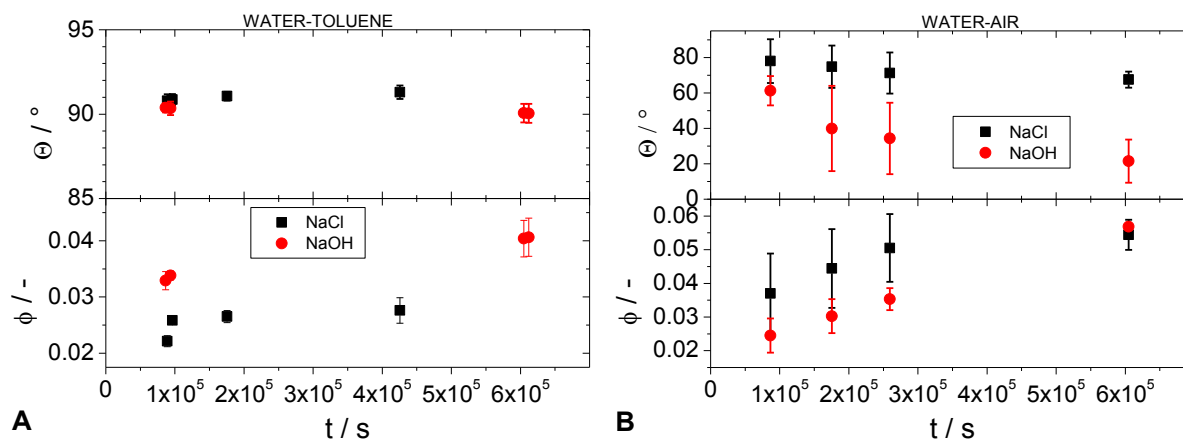 WATER-TOLUENE
95
90
85
Θ / °
NaCl
NaOH
0.04
0.03
0.02
ϕ / -
0 1x10⁵ 2x10⁵ 3x10⁵ 4x10⁵ 5x10⁵ 6x10⁵
t / s
A
WATER-AIR
80
60
40
20
0
Θ / °
NaCl
NaOH
0.06
0.05
0.04
0.03
0.02
ϕ / -
0 1x10⁵ 2x10⁵ 3x10⁵ 4x10⁵ 5x10⁵ 6x10⁵
t / s
B